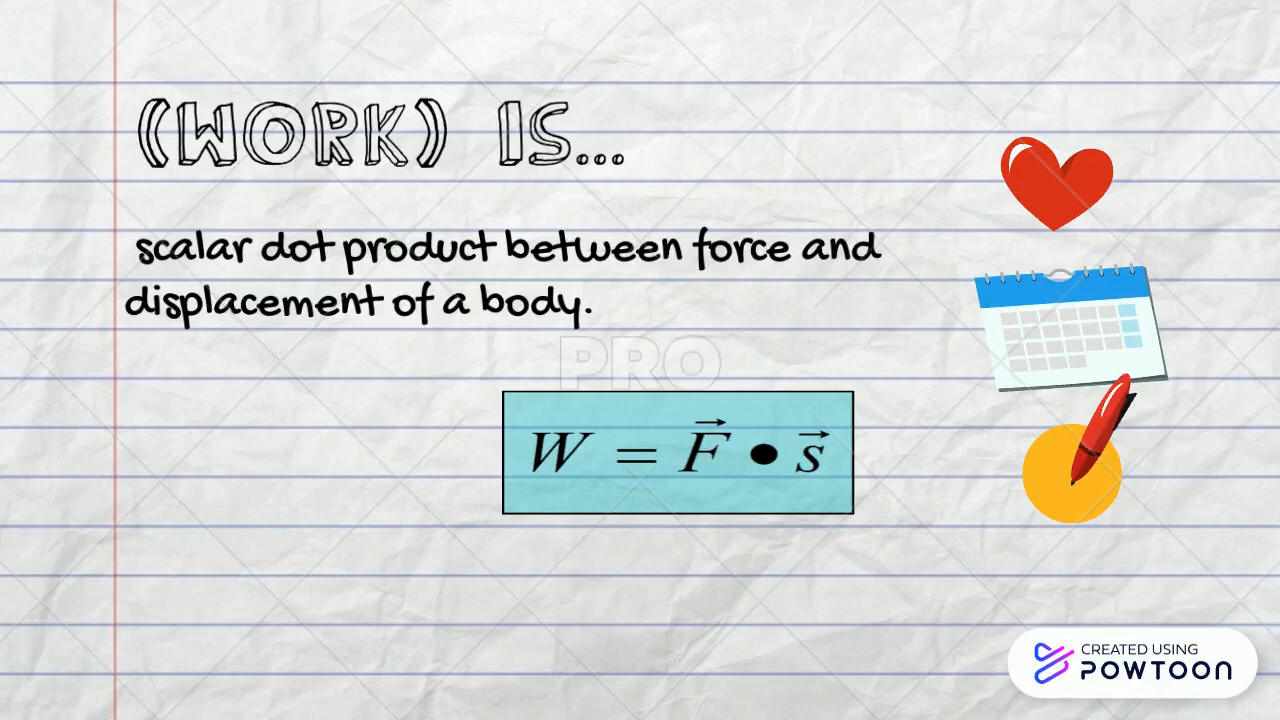 (WORK) IS...
scalar dot product between force and
displacement of a body.
PRO
W = F⃗ • s⃗
CREATED USING
POWTOON